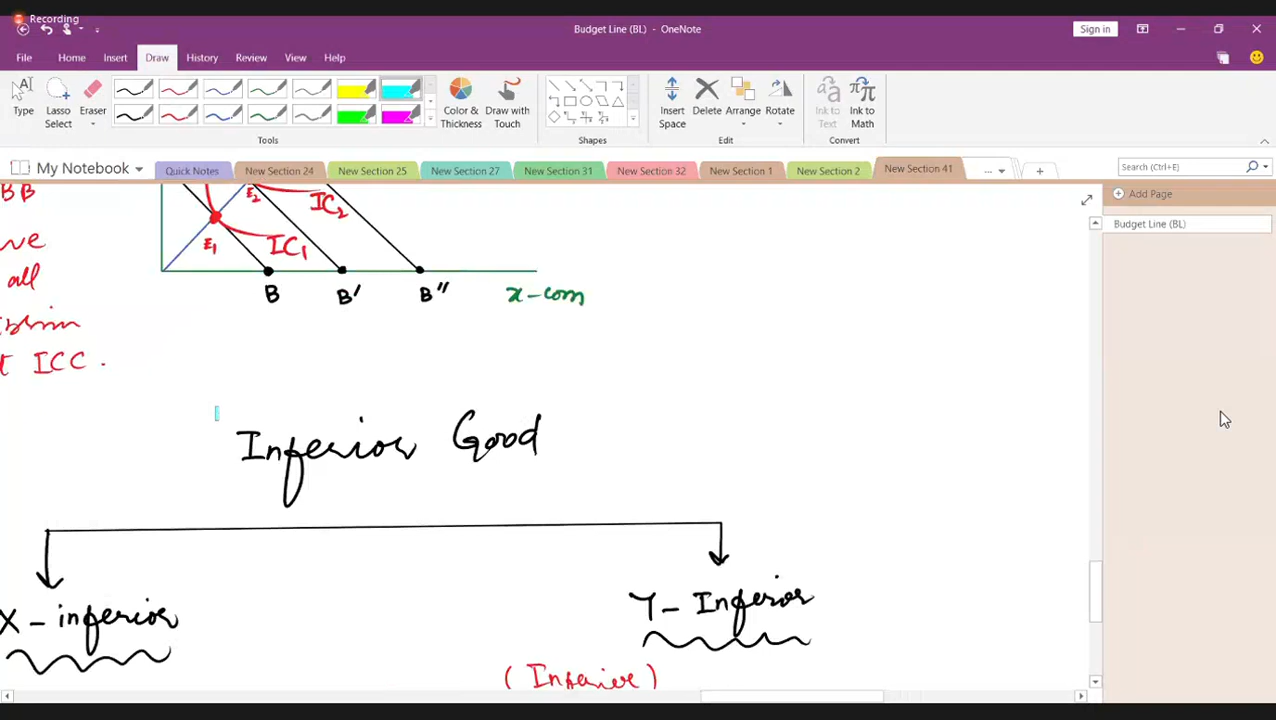 Recording
Budget Line (BL) - OneNote
Sign in
File Home Insert Draw History Review View Help
Type
Lasso Select
Eraser
Color & Thickness
Draw with Touch
Insert Space
Delete
Arrange
Rotate
Ink to Text
Ink to Math
Tools
Shapes
Edit
Convert
My Notebook
Quick Notes
New Section 24
New Section 25
New Section 27
New Section 31
New Section 32
New Section 1
New Section 2
New Section 41
...
Search (Ctrl+E)
Add Page
Budget Line (BL)
BB
ve
all
t ICC.
E2
IC2
E1
IC1
B
B'
B"
x-com
Inferior Good
X - inferior
Y - Inferior
(Inferior)